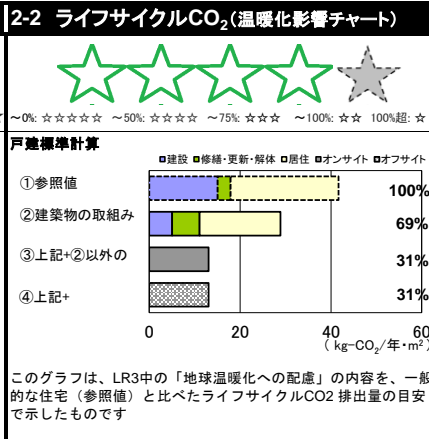 2-2 ライフサイクルCO2(温暖化影響チャート)
～0%: ☆☆☆☆☆ ～50%: ☆☆☆☆ ～75%: ☆☆☆ ～100%: ☆☆ 100%超: ☆
戸建標準計算
■建設 ■修繕・更新・解体 □居住 ■オンサイト ■オフサイト
①参照値 100%
②建築物の取組み 69%
③上記+②以外の 31%
④上記+ 31%
0 20 40 60
( kg-CO2/年・m2 )
このグラフは、LR3中の「地球温暖化への配慮」の内容を、一般
的な住宅（参照値）と比べたライフサイクルCO2 排出量の目安
で示したものです